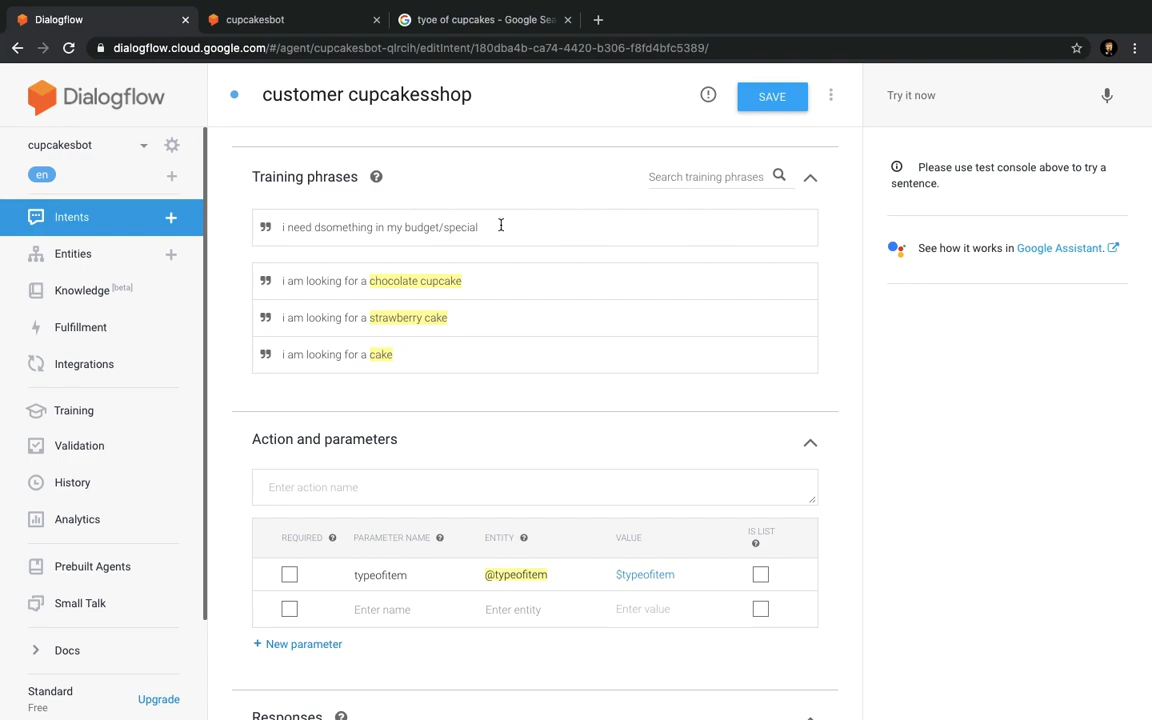 Dialogflow
cupcakesbot
tyoe of cupcakes - Google Sea
dialogflow.cloud.google.com/#/agent/cupcakesbot-qlrcih/editIntent/180dba4b-ca74-4420-b306-f8fd4bfc5389/
Dialogflow
customer cupcakesshop
SAVE
Try it now
cupcakesbot
en
Intents
Entities
Knowledge [beta]
Fulfillment
Integrations
Training
Validation
History
Analytics
Prebuilt Agents
Small Talk
Docs
Standard
Free
Upgrade
Training phrases
Search training phrases
i need dsomething in my budget/special
i am looking for a chocolate cupcake
i am looking for a strawberry cake
i am looking for a cake
Action and parameters
Enter action name
REQUIRED PARAMETER NAME ENTITY VALUE IS LIST
typeofitem @typeofitem $typeofitem
Enter name Enter entity Enter value
+ New parameter
Responses
Please use test console above to try a
sentence.
See how it works in Google Assistant.